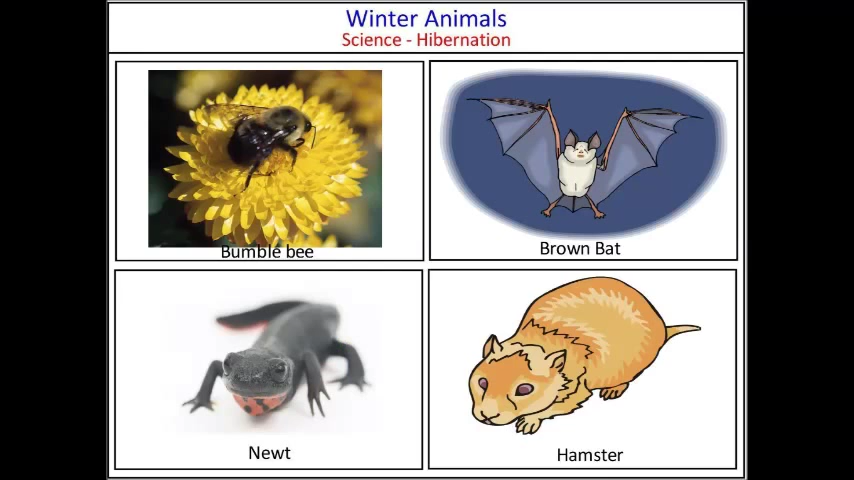 Winter Animals
Science - Hibernation
Bumble bee
Brown Bat
Newt
Hamster